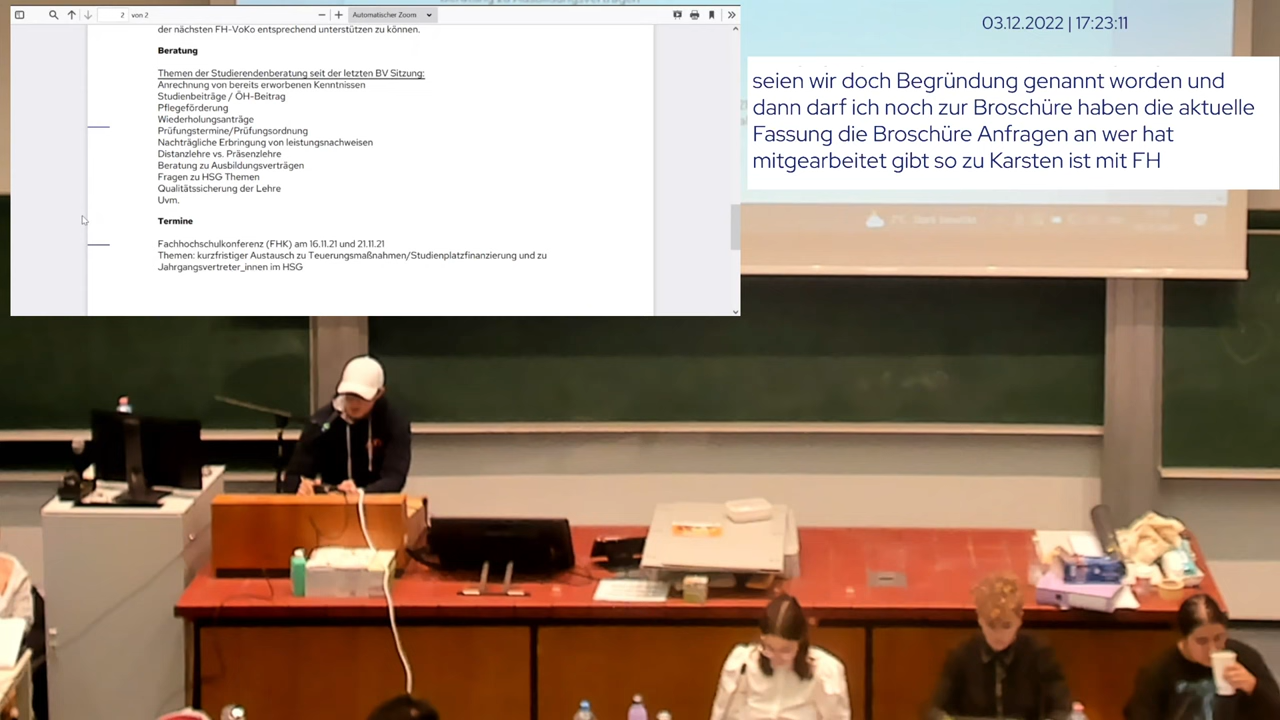 2 von 2
Automatischer Zoom
03.12.2022 | 17:23:11
der nächsten FH-VoKo entsprechend unterstützen zu können.
Beratung
Themen der Studierendenberatung seit der letzten BV Sitzung:
Anrechnung von bereits erworbenen Kenntnissen
Studienbeiträge / ÖH-Beitrag
Pflegeförderung
Wiederholungsanträge
Prüfungstermine/Prüfungsordnung
Nachträgliche Erbringung von leistungsnachweisen
Distanzlehre vs. Präsenzlehre
Beratung zu Ausbildungsverträgen
Fragen zu HSG Themen
Qualitätssicherung der Lehre
Uvm.
Termine
Fachhochschulkonferenz (FHK) am 16.11.21 und 21.11.21
Themen: kurzfristiger Austausch zu Teuerungsmaßnahmen/Studienplatzfinanzierung und zu
Jahrgangsvertreter_innen im HSG
seien wir doch Begründung genannt worden und
dann darf ich noch zur Broschüre haben die aktuelle
Fassung die Broschüre Anfragen an wer hat
mitgearbeitet gibt so zu Karsten ist mit FH